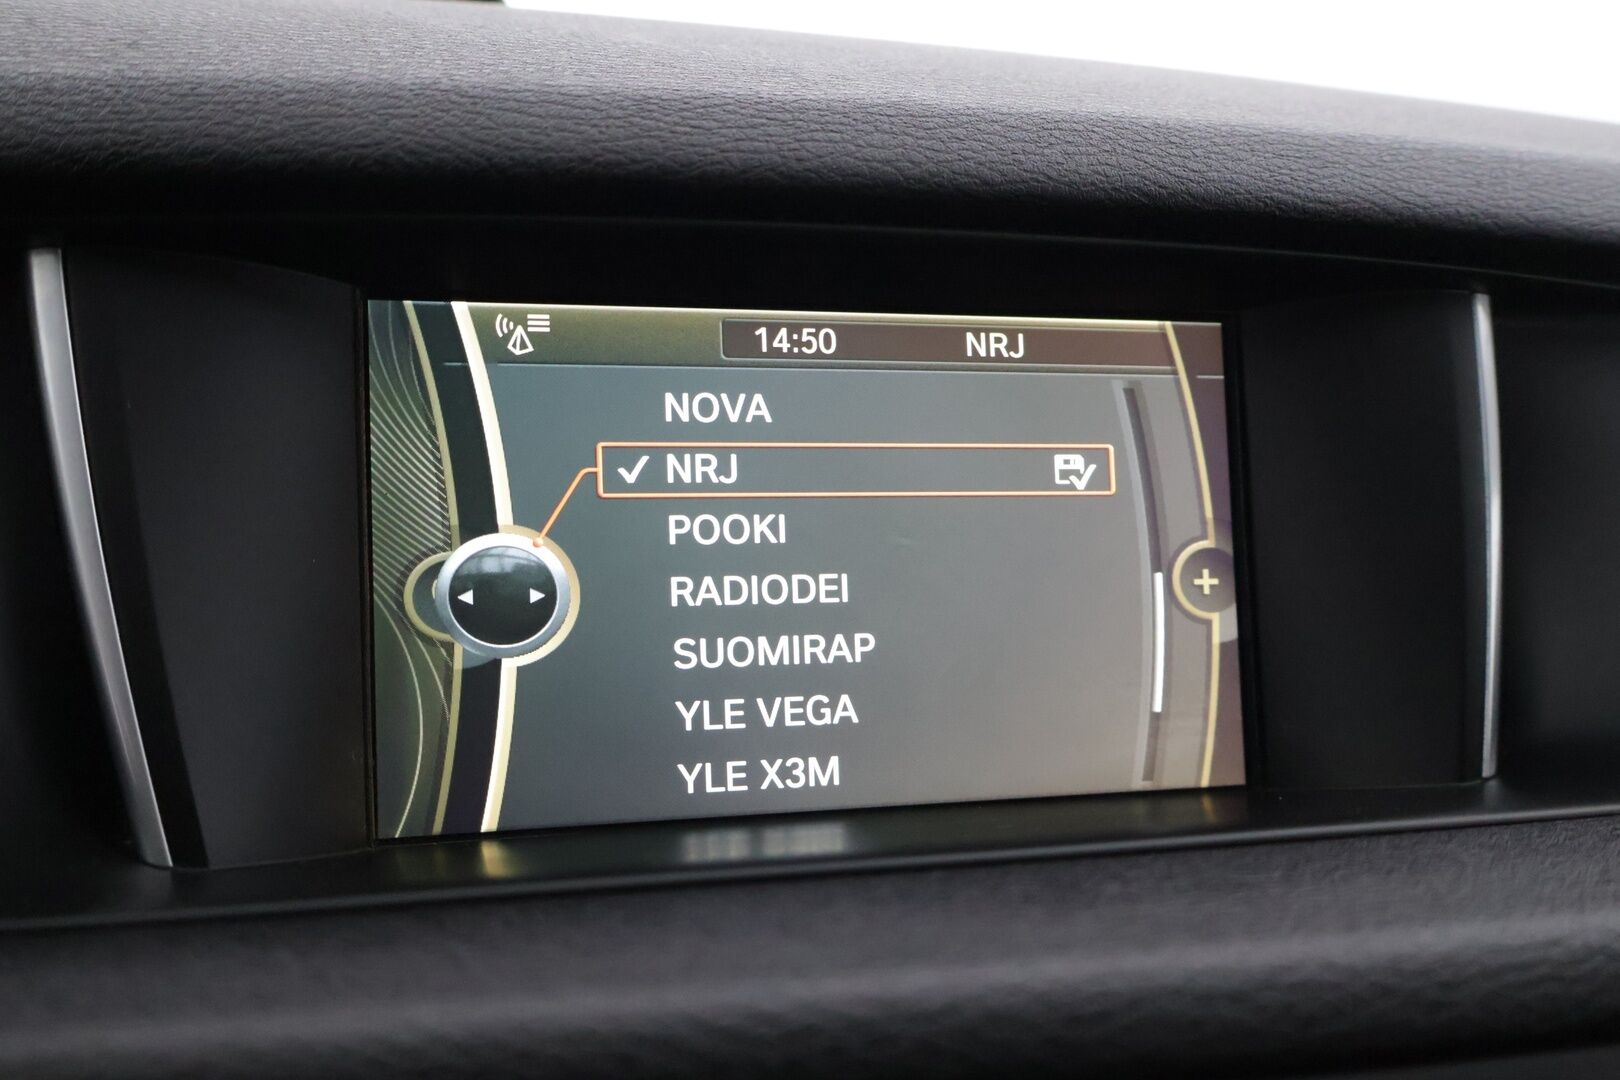 14:50 NRJ
NOVA
NRJ
POOKI
RADIODEI
SUOMIRAP
YLE VEGA
YLE X3M